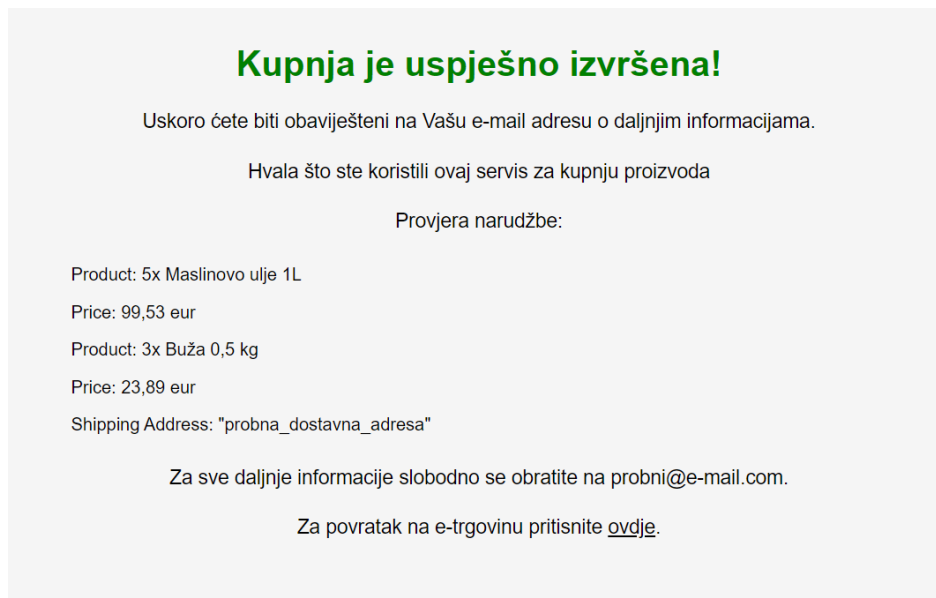 Kupnja je uspješno izvršena!
Uskoro ćete biti obaviješteni na Vašu e-mail adresu o daljnjim informacijama.
Hvala što ste koristili ovaj servis za kupnju proizvoda
Provjera narudžbe:
Product: 5x Maslinovo ulje 1L
Price: 99,53 eur
Product: 3x Buža 0,5 kg
Price: 23,89 eur
Shipping Address: "probna_dostavna_adresa"
Za sve daljnje informacije slobodno se obratite na probni@e-mail.com.
Za povratak na e-trgovinu pritisnite ovdje.